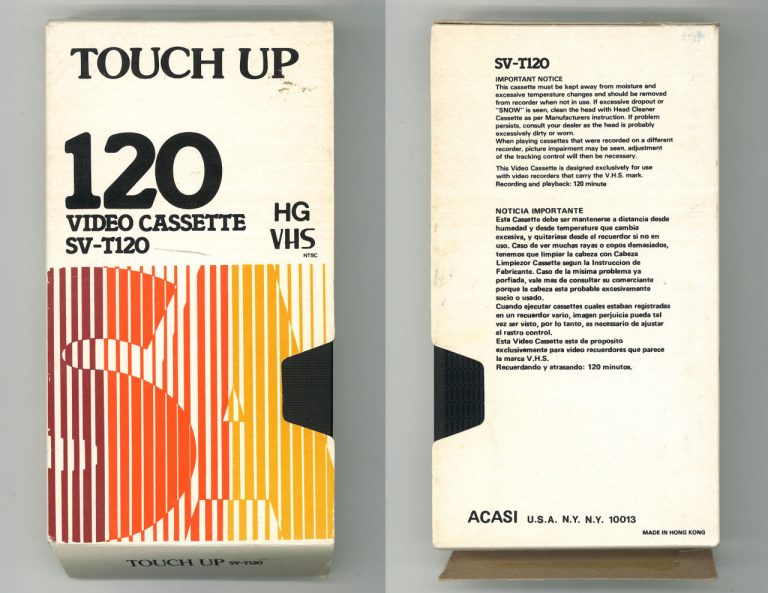 TOUCH UP
120
VIDEO CASSETTE
SV-T120
HG
VHS
NTSC
TOUCH UP SV-T120
SV-T120
IMPORTANT NOTICE
This cassette must be kept away from moisture and
excessive temperature changes and should be removed
from recorder when not in use. If excessive dropout or
"SNOW" is seen, clean the head with Head Cleaner
Cassette as per Manufacturers instruction. If problem
persists, consult your dealer as the head is probably
excessively dirty or worn.
When playing cassettes that were recorded on a different
recorder, picture impairment may be seen, adjustment
of the tracking control will then be necessary.
This Video Cassette is designed exclusively for use
with video recorders that carry the V.H.S. mark.
Recording and playback: 120 minute
NOTICIA IMPORTANTE
Esta Cassette debe ser mantenerse a distancia desde
humedad y desde temperatura que cambia
excesiva, y quitariase desde el recuerdor si no en
uso. Caso de ver muchas rayas o copos demasiados,
tenemos que limpiar la cabeza con Cabeza
Limpiezor Cassette segun la Instruccion de
Fabricante. Caso de la misima problema ya
porfiada, vale mas de consultar su comerciante
porque la cabeza esta probable excesivemente
sucio o usado.
Cuando ejecutar cassettes cuales estaban registradas
en un recuerdor vario, imagen perjuicia pueda tal
vez ser visto, por lo tanto, es necesario de ajustar
el rastro control.
Esta Video Cassette esta de proposito
exclusivemente para video recuerdores que parece
la marca V.H.S.
Recuerdando y atrasando: 120 minutos.
ACASI U.S.A. N.Y. N.Y. 10013
MADE IN HONG KONG